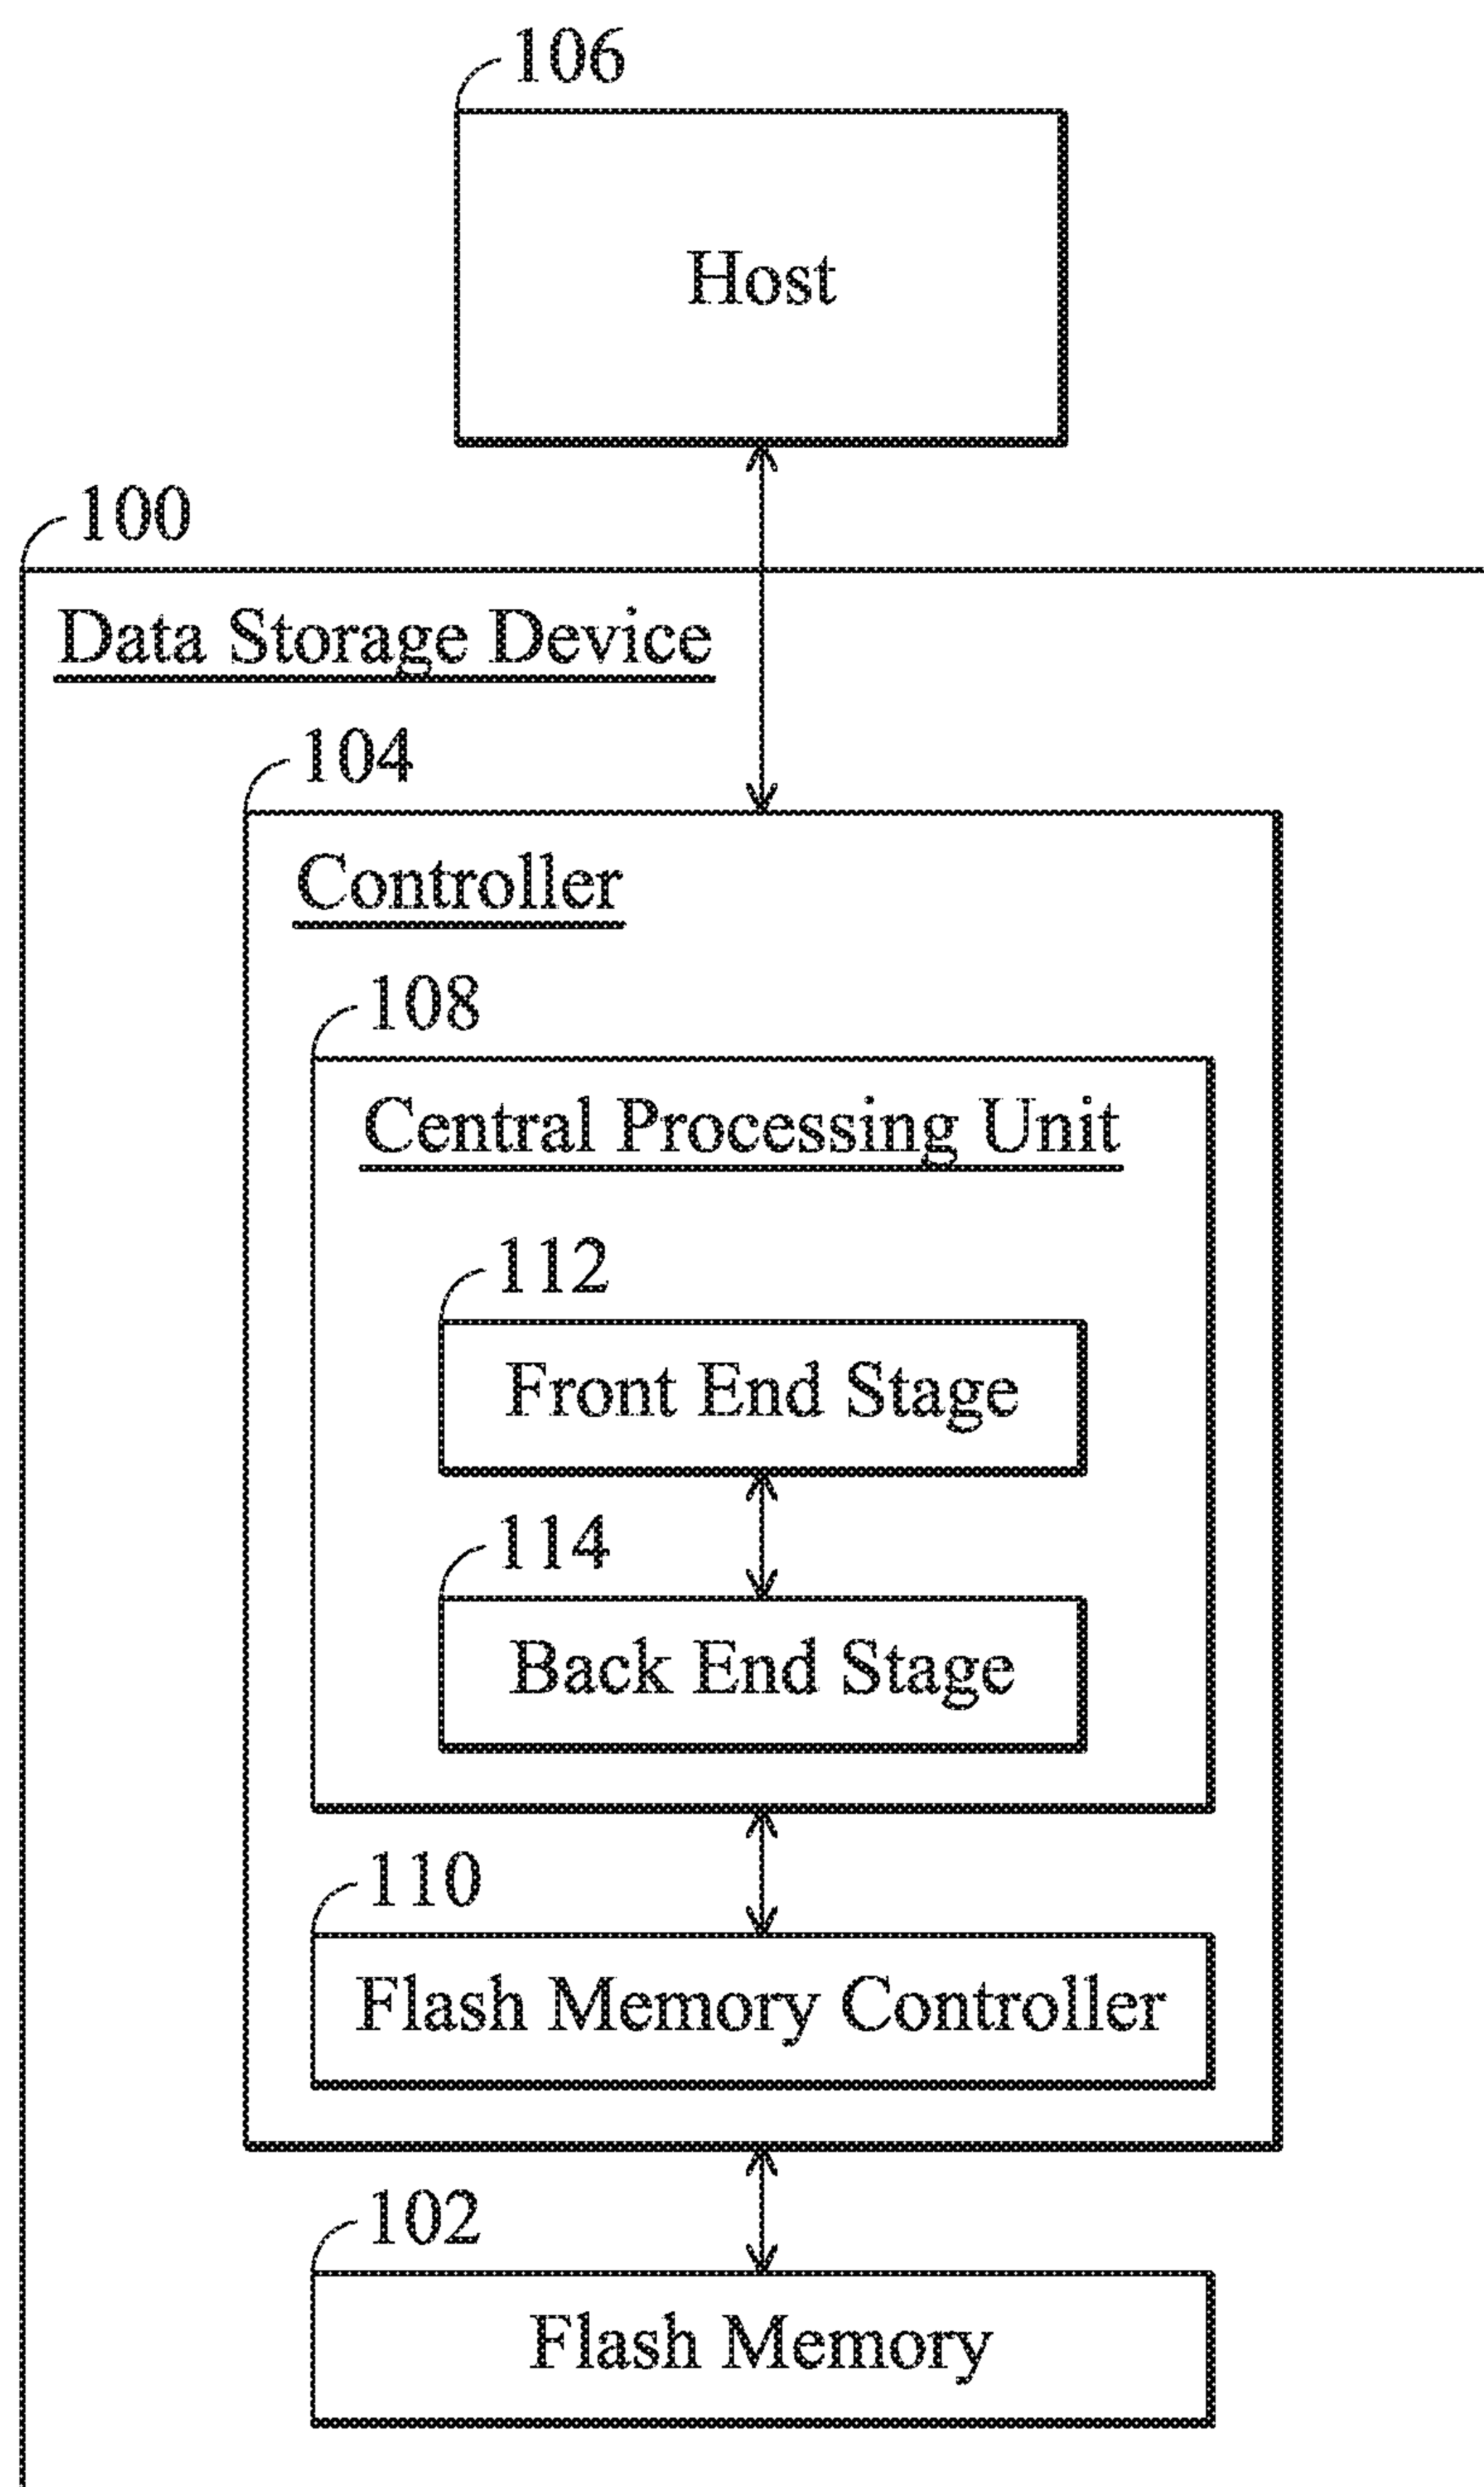 106
Host
100
Data Storage Device
104
Controller
108
Central Processing Unit
112
Front End Stage
114
Back End Stage
110
Flash Memory Controller
102
Flash Memory